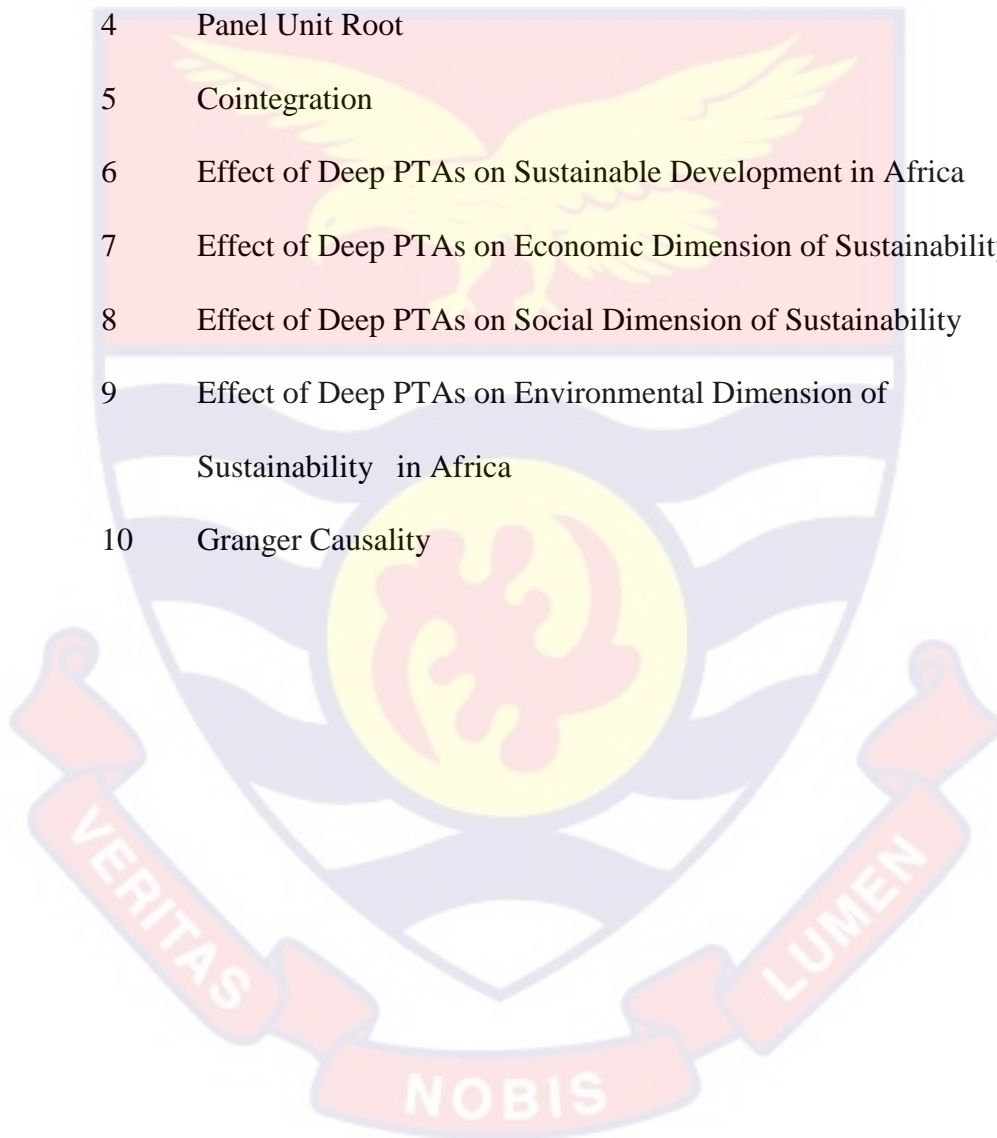 4 Panel Unit Root
5 Cointegration
6 Effect of Deep PTAs on Sustainable Development in Africa
7 Effect of Deep PTAs on Economic Dimension of Sustainability
8 Effect of Deep PTAs on Social Dimension of Sustainability
9 Effect of Deep PTAs on Environmental Dimension of
Sustainability in Africa
10 Granger Causality
VERITAS
NOBIS
LUMEN